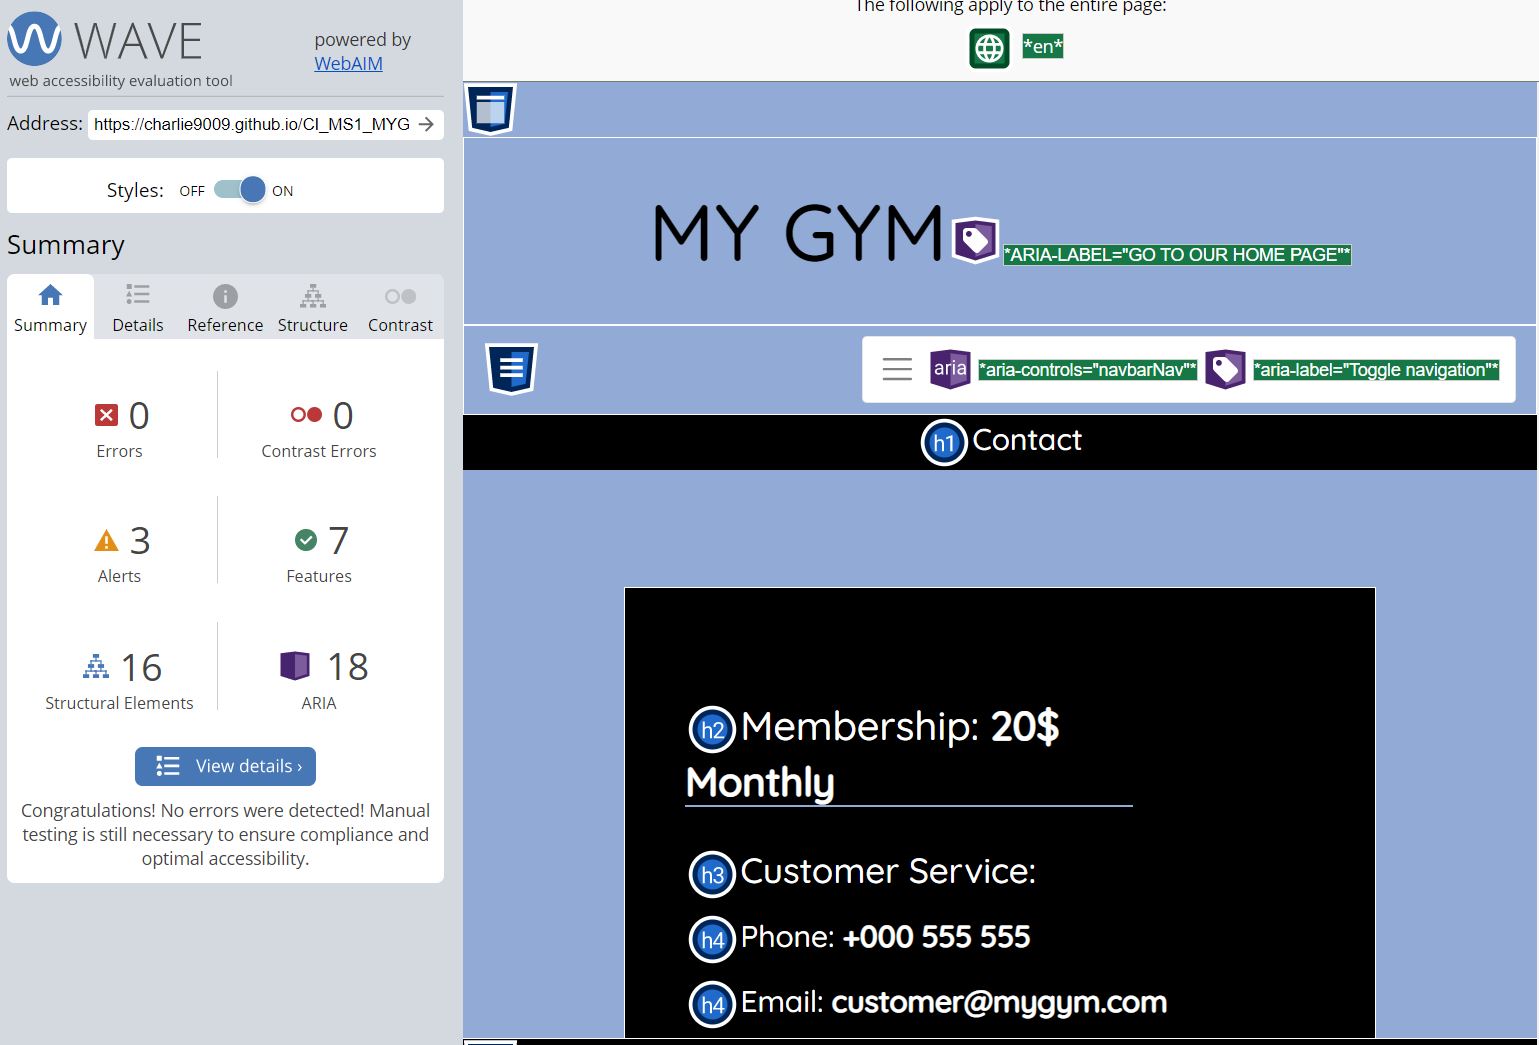 WAVE
web accessibility evaluation tool
powered by
WebAIM
Address: https://charlie9009.github.io/CI_MS1_MYG
Styles: OFF ON
Summary
Summary Details Reference Structure Contrast
0
Errors
0
Contrast Errors
3
Alerts
7
Features
16
Structural Elements
18
ARIA
View details ›
Congratulations! No errors were detected! Manual
testing is still necessary to ensure compliance and
optimal accessibility.
The following apply to the entire page:
*en*
MY GYM *ARIA-LABEL="GO TO OUR HOME PAGE"*
aria *aria-controls="navbarNav"* *aria-label="Toggle navigation"*
h1 Contact
h2 Membership: 20$
Monthly
h3 Customer Service:
h4 Phone: +000 555 555
h4 Email: customer@mygym.com